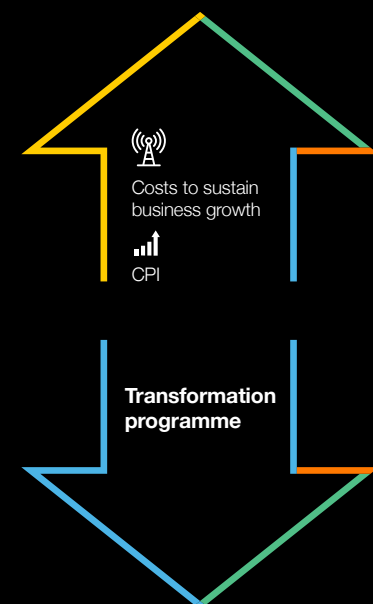 Costs to sustain
business growth
CPI
Transformation
programme